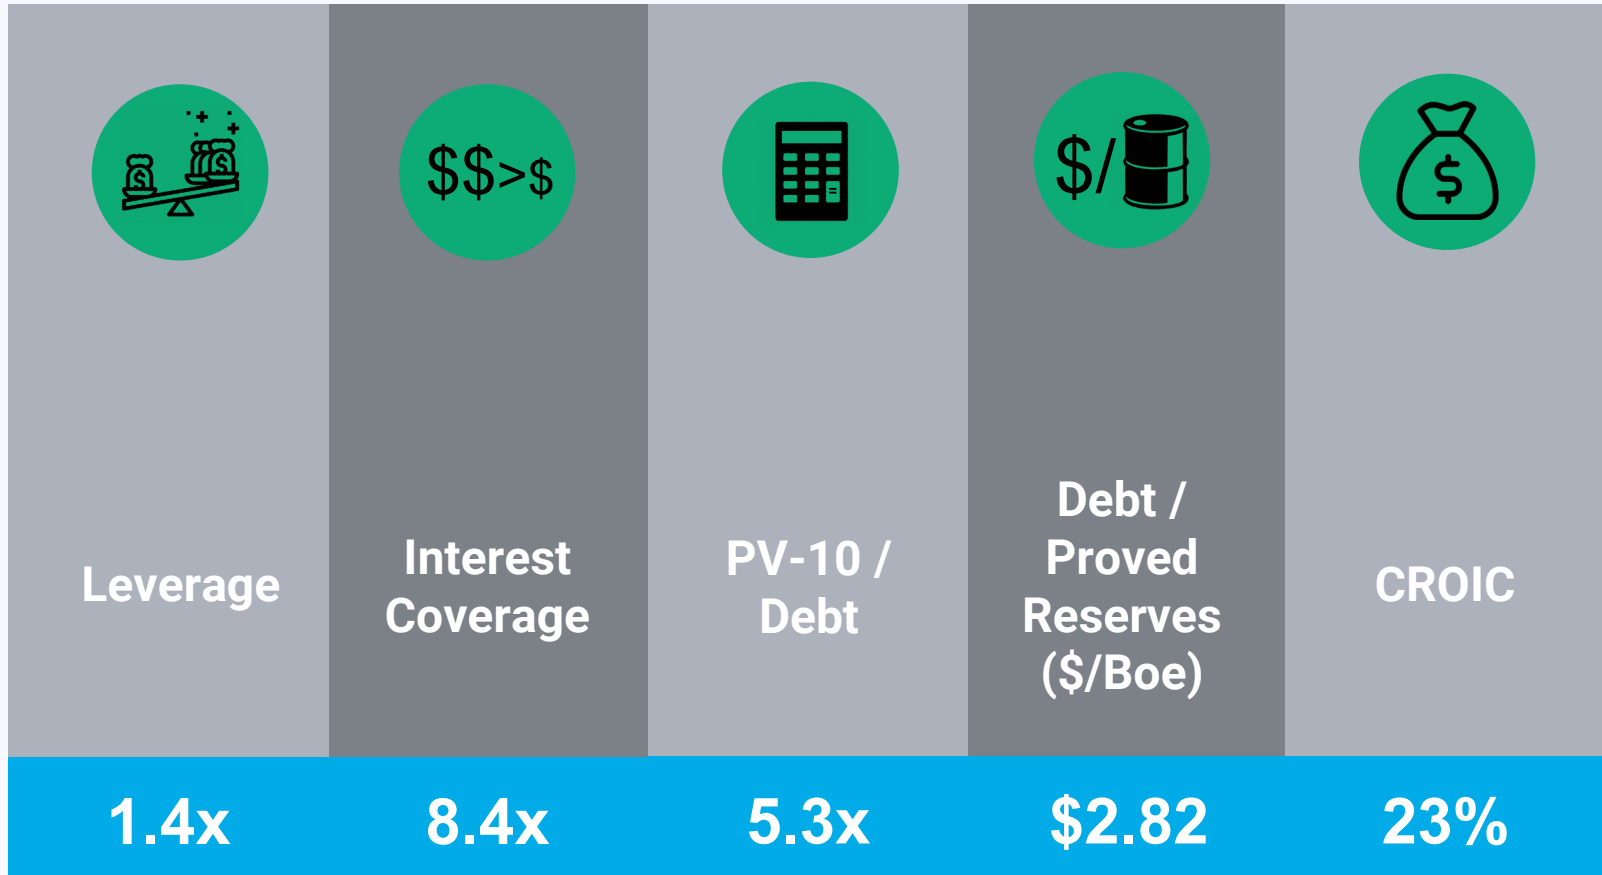 $$>$
$/
Leverage
Interest
Coverage
PV-10 /
Debt
Debt /
Proved
Reserves
($/Boe)
CROIC
1.4x
8.4x
5.3x
$2.82
23%